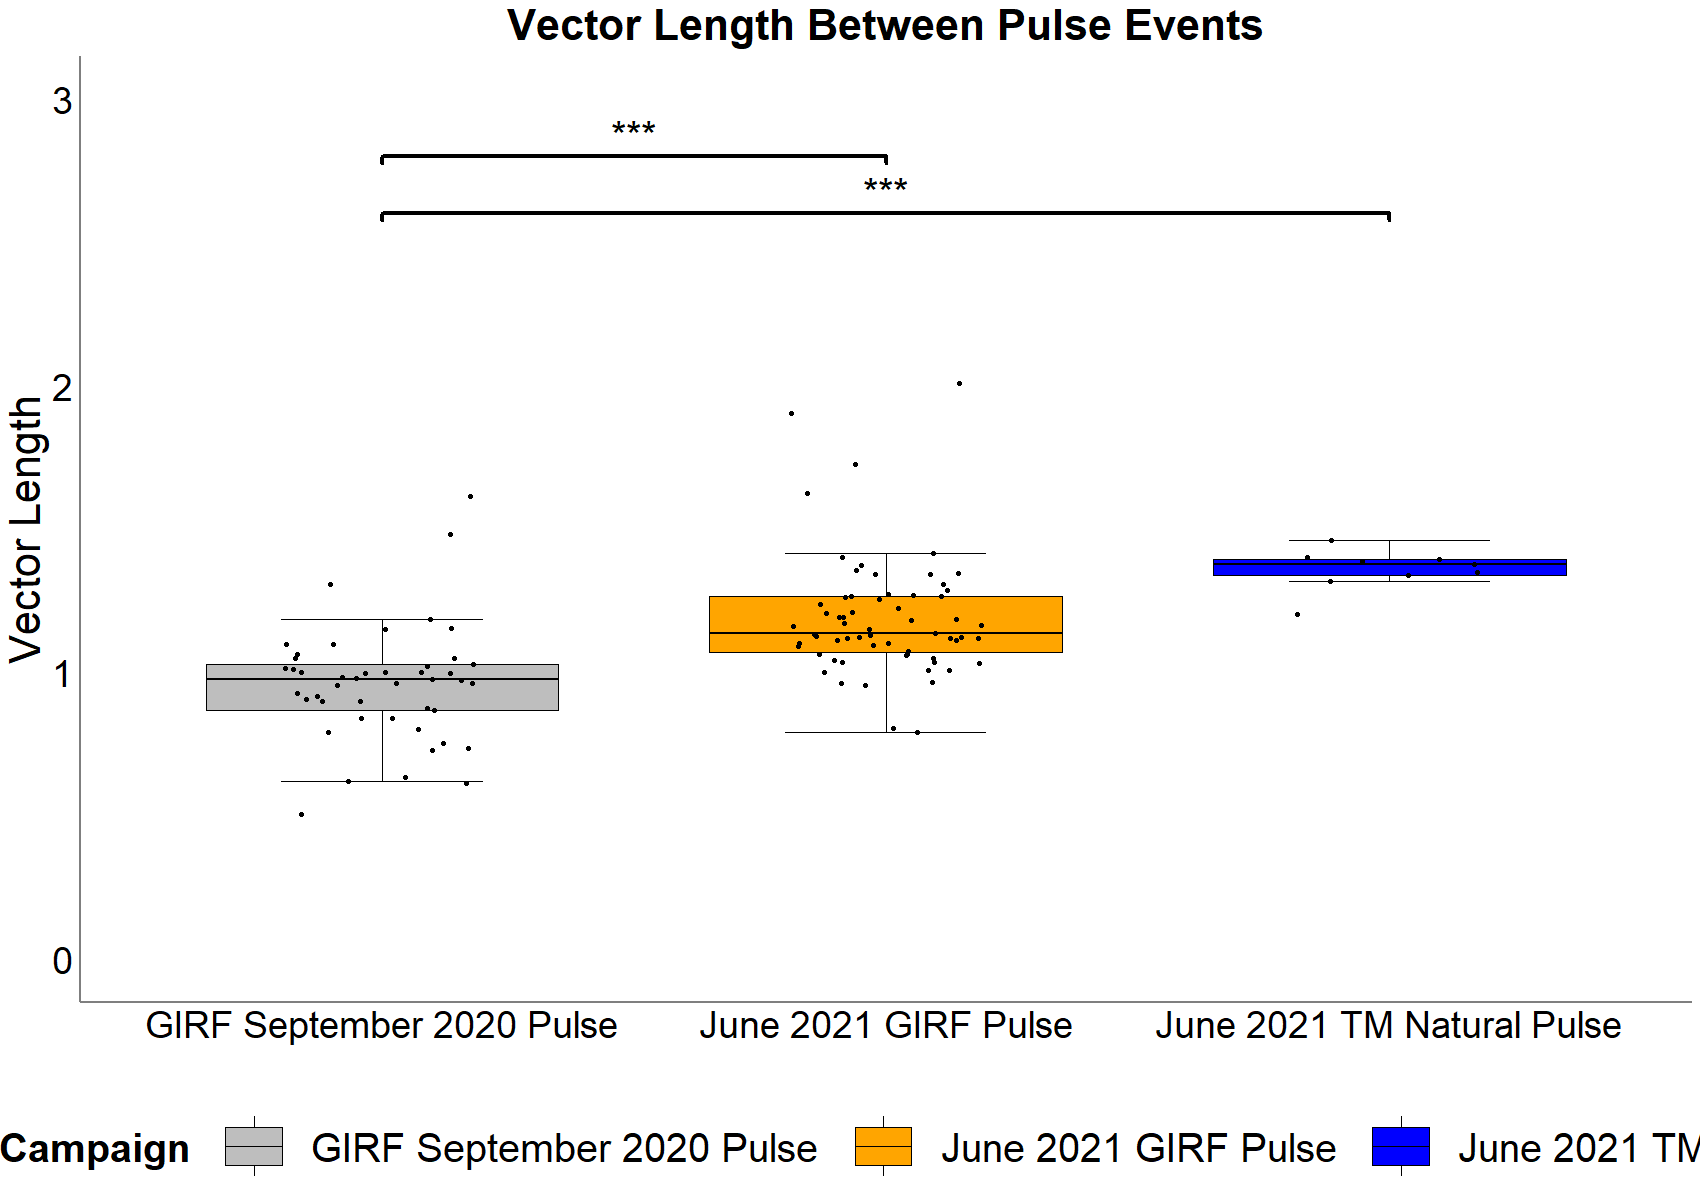 Vector Length Between Pulse Events
3
***
***
2
Vector Length
1
0
GIRF September 2020 Pulse June 2021 GIRF Pulse June 2021 TM Natural Pulse
Campaign GIRF September 2020 Pulse June 2021 GIRF Pulse June 2021 TM